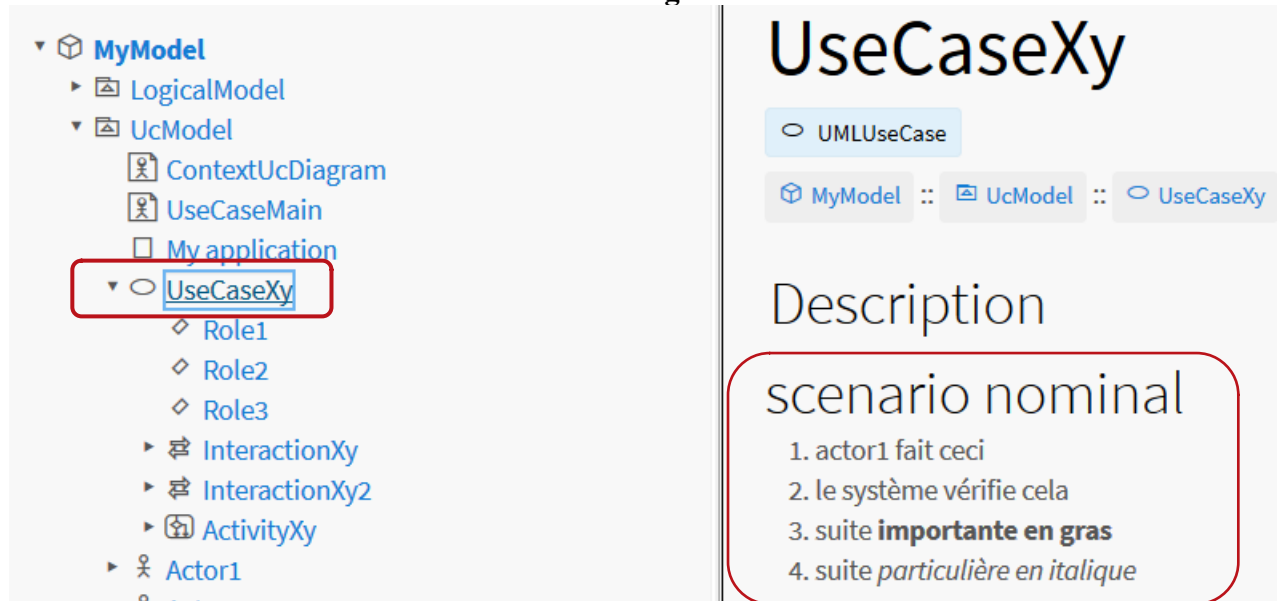 MyModel
LogicalModel
UcModel
ContextUcDiagram
UseCaseMain
My application
UseCaseXy
Role1
Role2
Role3
InteractionXy
InteractionXy2
ActivityXy
Actor1
UseCaseXy
UMLUseCase
MyModel :: UcModel :: UseCaseXy
Description
scenario nominal
1. actor1 fait ceci
2. le système vérifie cela
3. suite importante en gras
4. suite particulière en italique